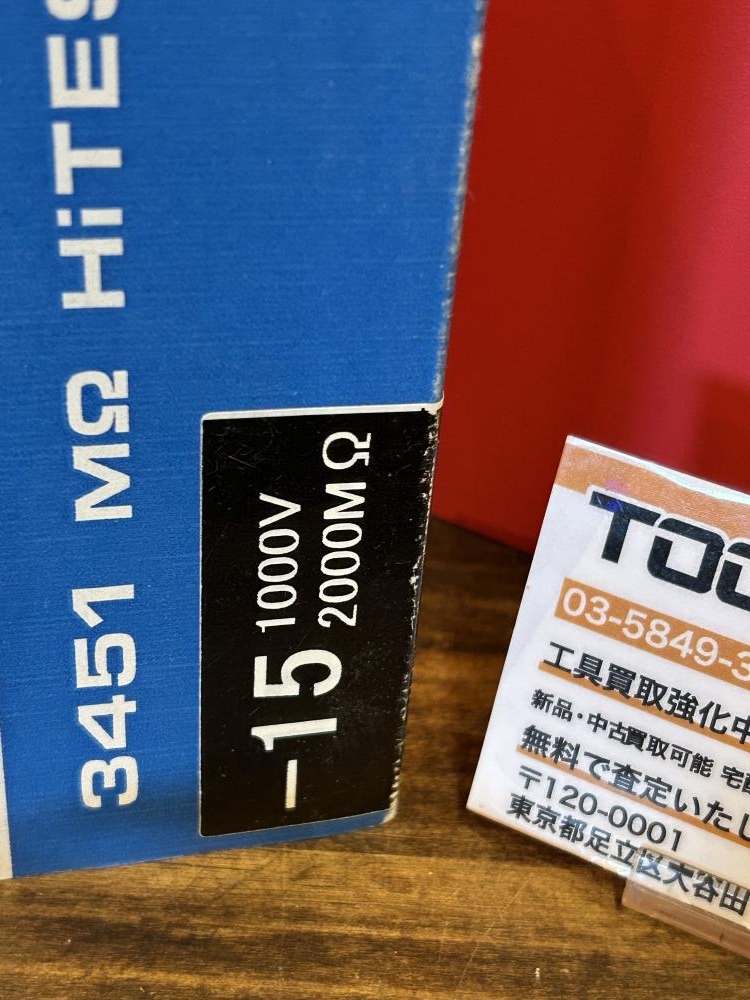 3451 MΩ HiTES
-15
1000V
2000MΩ
TOO
03-5849-3
工具買取強化中
新品・中古買取可能 宅配
無料で査定いたし
〒120-0001
東京都足立区大谷田